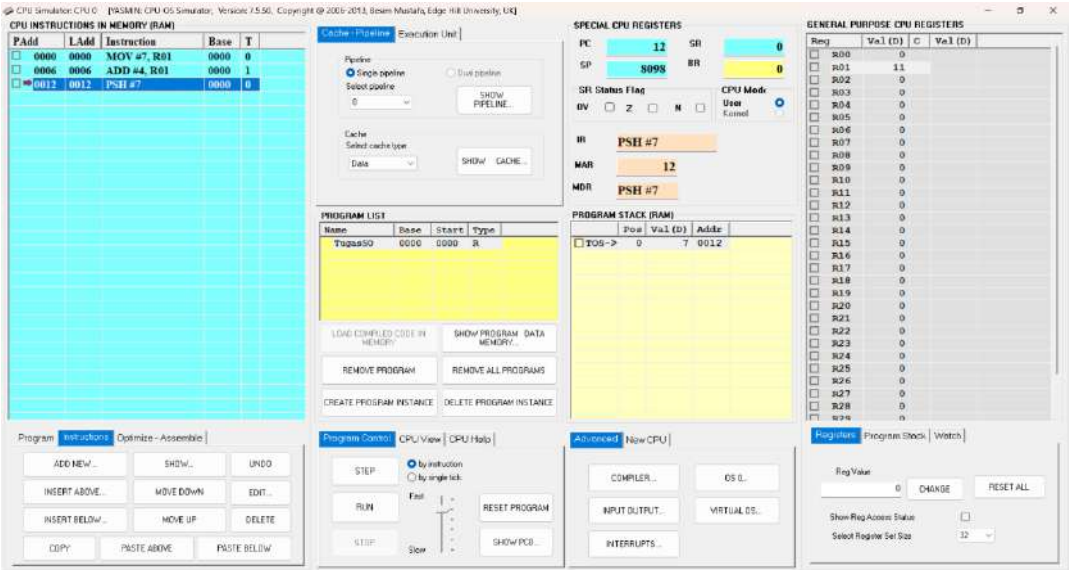 CPU Simulator: CPU 0 [YASMIN: CPU-OS Simulator, Version: 7.5.50, Copyright @ 2006-2013, Besim Mustafa, Edge Hill University, UK]
CPU INSTRUCTIONS IN MEMORY (RAM)
PAdd LAdd Instruction Base T
0000 0000 MOV #7, R01 0000 0
0006 0006 ADD #4, R01 0000 1
0012 0012 PSH #7 0000 0
Program Instructions Optimize - Assemble
ADD NEW... SHOW... UNDO
INSERT ABOVE... MOVE DOWN EDIT...
INSERT BELOW... MOVE UP DELETE
COPY PASTE ABOVE PASTE BELOW
Cache - Pipeline Execution Unit
Pipeline
Single pipeline Dual pipeline
Select pipeline
0 SHOW PIPELINE...
Cache
Select cache type
Data SHOW CACHE...
PROGRAM LIST
Name Base Start Type
TugasSO 0000 0000 R
LOAD COMPILED CODE IN MEMORY SHOW PROGRAM DATA MEMORY...
REMOVE PROGRAM REMOVE ALL PROGRAMS
CREATE PROGRAM INSTANCE DELETE PROGRAM INSTANCE
Program Control CPU View CPU Help
STEP by instruction
by single tick
RUN Fast RESET PROGRAM
STOP Slow SHOW PCB...
SPECIAL CPU REGISTERS
PC 12 SR 0
SP 8098 BR 0
SR Status Flag CPU Mode
OV Z N User
Kernel
IR PSH #7
MAR 12
MDR PSH #7
PROGRAM STACK (RAM)
Pos Val (D) Addr
TOS-> 0 7 0012
Advanced New CPU
COMPILER... OS 0...
INPUT OUTPUT... VIRTUAL OS...
INTERRUPTS...
GENERAL PURPOSE CPU REGISTERS
Reg Val (D) C Val (D)
R00 0
R01 11
R02 0
R03 0
R04 0
R05 0
R06 0
R07 0
R08 0
R09 0
R10 0
R11 0
R12 0
R13 0
R14 0
R15 0
R16 0
R17 0
R18 0
R19 0
R20 0
R21 0
R22 0
R23 0
R24 0
R25 0
R26 0
R27 0
R28 0
R29 0
Registers Program Stack Watch
Reg Value
0 CHANGE RESET ALL
Show Reg Access Status
Select Register Set Size 32